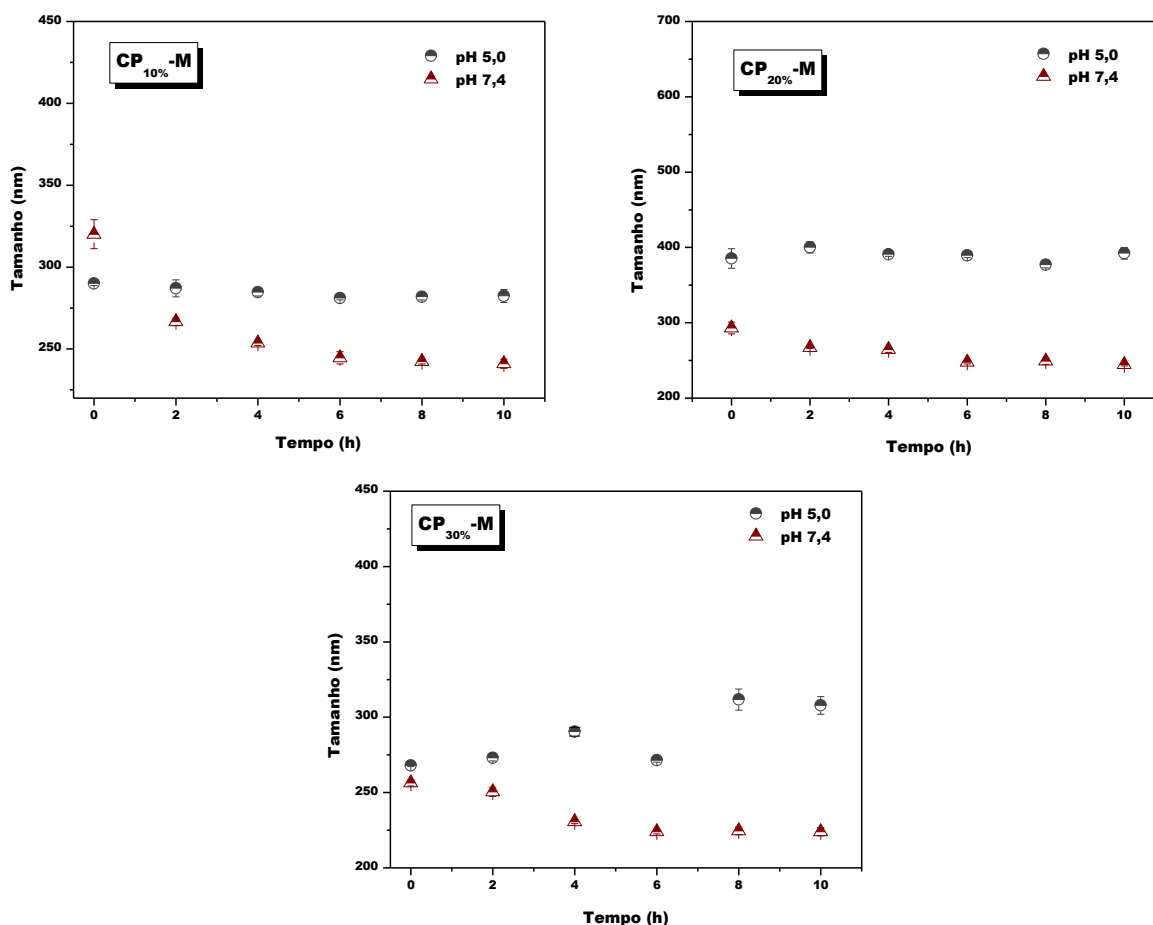 CP10%-M
pH 5,0
pH 7,4
450
400
350
300
250
Tamanho (nm)
0 2 4 6 8 10
Tempo (h)
CP20%-M
pH 5,0
pH 7,4
700
600
500
400
300
200
Tamanho (nm)
0 2 4 6 8 10
Tempo (h)
CP30%-M
pH 5,0
pH 7,4
450
400
350
300
250
200
Tamanho (nm)
0 2 4 6 8 10
Tempo (h)